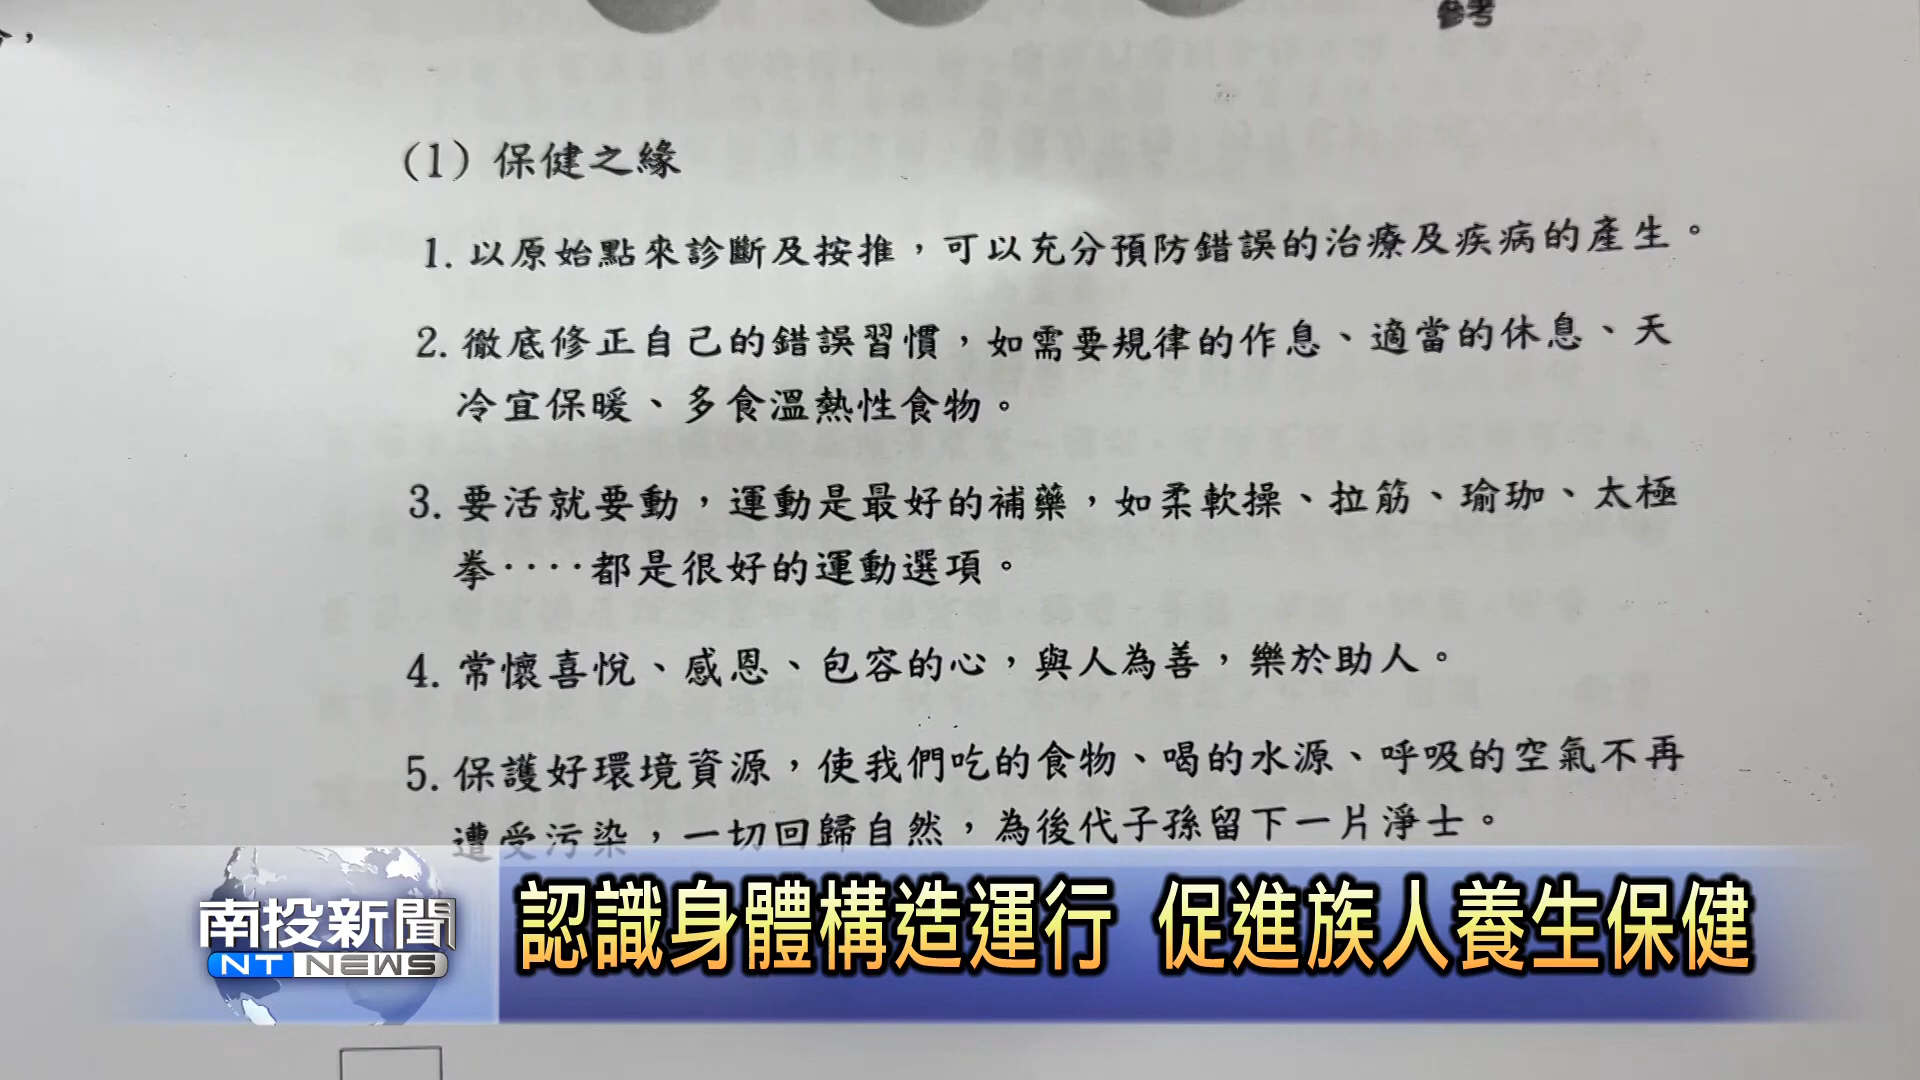 參考
(1) 保健之緣
1. 以原始點來診斷及按推，可以充分預防錯誤的治療及疾病的產生。
2. 徹底修正自己的錯誤習慣，如需要規律的作息、適當的休息、天
冷宜保暖、多食溫熱性食物。
3. 要活就要動，運動是最好的補藥，如柔軟操、拉筋、瑜珈、太極
拳‥‥都是很好的運動選項。
4. 常懷喜悅、感恩、包容的心，與人為善，樂於助人。
5. 保護好環境資源，使我們吃的食物、喝的水源、呼吸的空氣不再
遭受污染，一切回歸自然，為後代子孫留下一片淨土。
南投新聞
NT NEWS
認識身體構造運行 促進族人養生保健